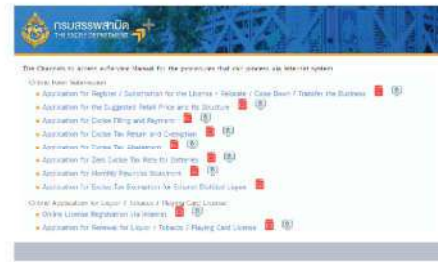 กรมสรรพสามิต
THE EXCISE DEPARTMENT
The Channels to access e-Service Manual for the procedures that can process via internet system
Online Form Submission
Application for Register / Submission for the License - Relocate / Close Down / Transfer the Business
Application for the Suggested Retail Price and its Structure
Application for Excise Filing and Payment
Application for Excise Tax Return and Exemption
Application for Excise Tax
Application for Zero Excise Tax Rate for Batteries
Application for Monthly Statement
Application for Excise Tax Exemption for Distilled Liquor
Online Application for Liquor / Tobacco / Playing Card License
Online License Registration via Internet
Application for Renewal for Liquor / Tobacco / Playing Card License